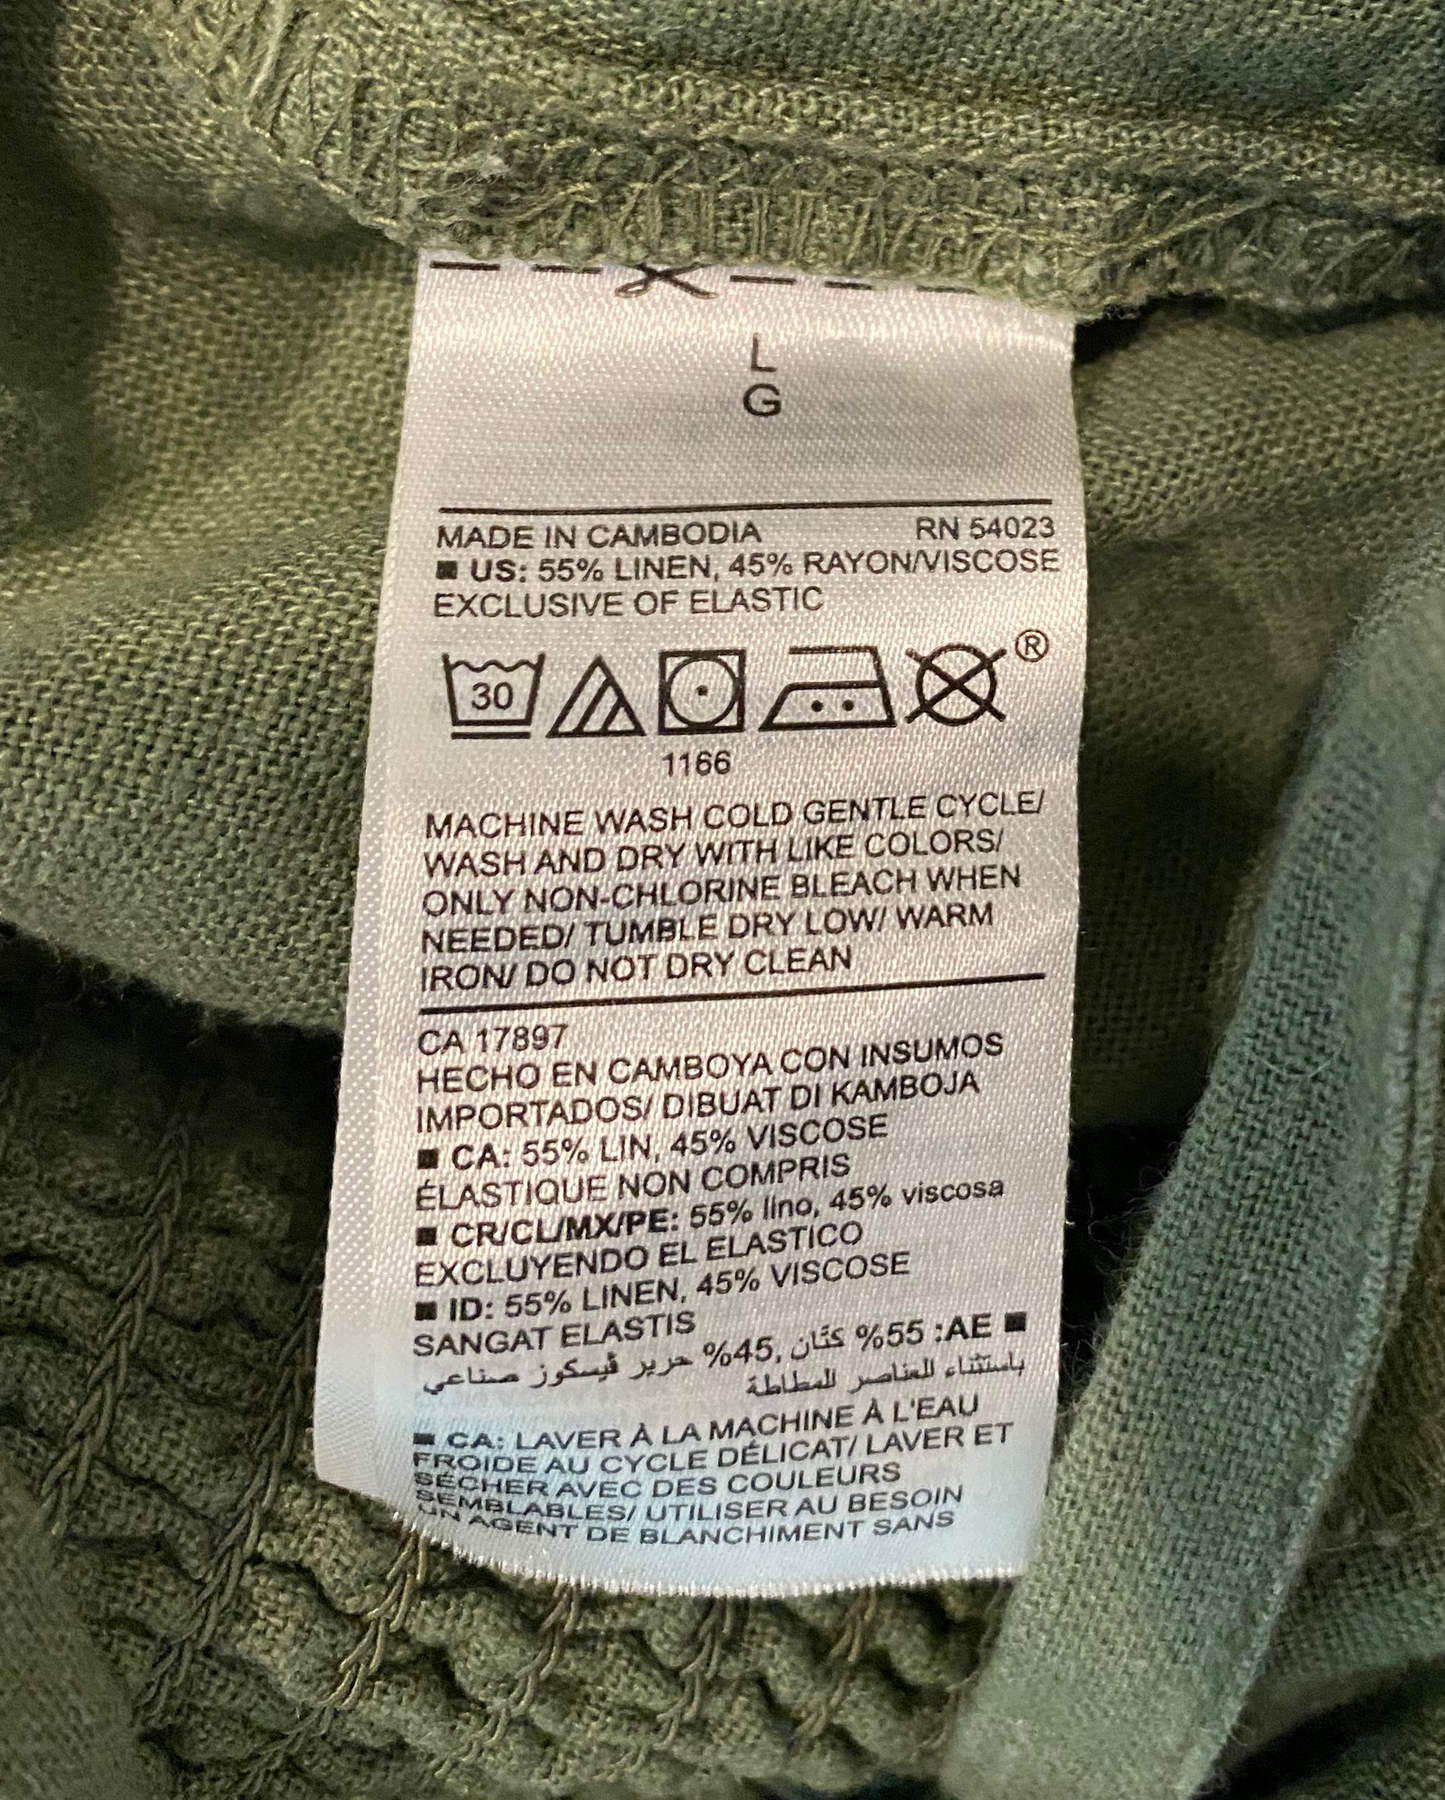 L
G
MADE IN CAMBODIA RN 54023
■ US: 55% LINEN, 45% RAYON/VISCOSE
EXCLUSIVE OF ELASTIC
30 ®
1166
MACHINE WASH COLD GENTLE CYCLE/
WASH AND DRY WITH LIKE COLORS/
ONLY NON-CHLORINE BLEACH WHEN
NEEDED/ TUMBLE DRY LOW/ WARM
IRON/ DO NOT DRY CLEAN
CA 17897
HECHO EN CAMBOYA CON INSUMOS
IMPORTADOS/ DIBUAT DI KAMBOJA
■ CA: 55% LIN, 45% VISCOSE
ÉLASTIQUE NON COMPRIS
■ CR/CL/MX/PE: 55% lino, 45% viscosa
EXCLUYENDO EL ELASTICO
■ ID: 55% LINEN, 45% VISCOSE
SANGAT ELASTIS
■ AE: 55% كتّان, 45% حرير ڤيسكوز صناعي
باستثناء العناصر المطاطة
■ CA: LAVER À LA MACHINE À L'EAU
FROIDE AU CYCLE DÉLICAT/ LAVER ET
SÉCHER AVEC DES COULEURS
SEMBLABLES/ UTILISER AU BESOIN
UN AGENT DE BLANCHIMENT SANS